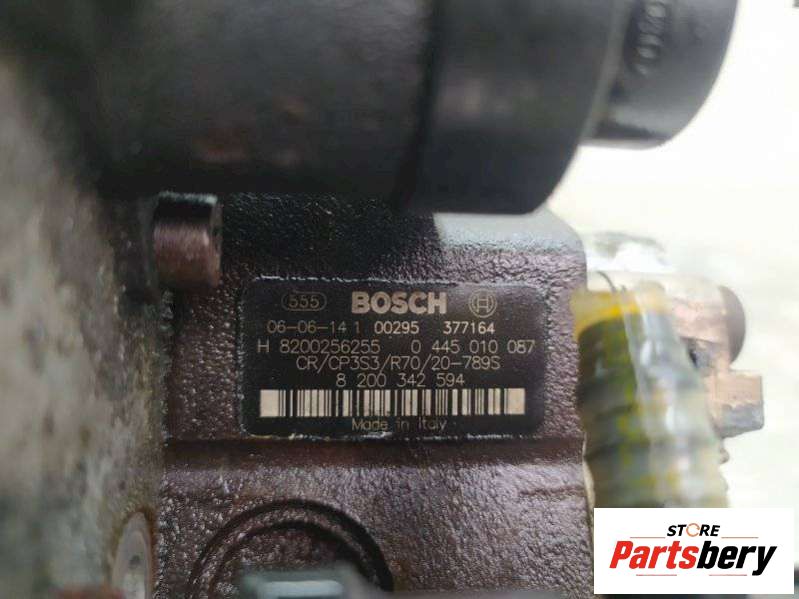 555 BOSCH
06-06-14 1 00295 377164
H 8200256255 0 445 010 087
CR/CP3S3/R70/20-789S
8 200 342 594
Made in Italy
STORE
Partsbery